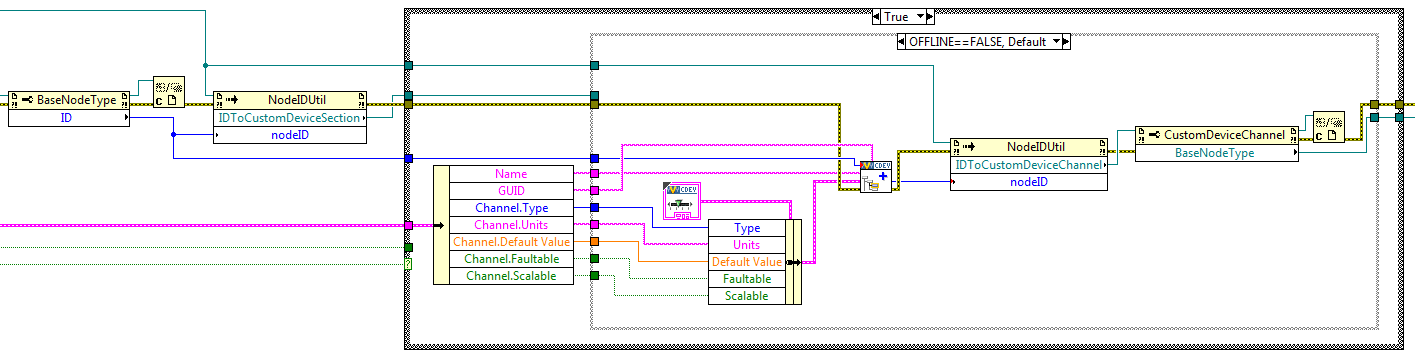 True
OFFLINE==FALSE, Default
BaseNodeType
ID
C
NodeIDUtil
IDToCustomDeviceSection
nodeID
Name
GUID
Channel.Type
Channel.Units
Channel.Default Value
Channel.Faultable
Channel.Scalable
?
CDEV
Type
Units
Default Value
Faultable
Scalable
CDEV
NodeIDUtil
IDToCustomDeviceChannel
nodeID
CustomDeviceChannel
BaseNodeType
C